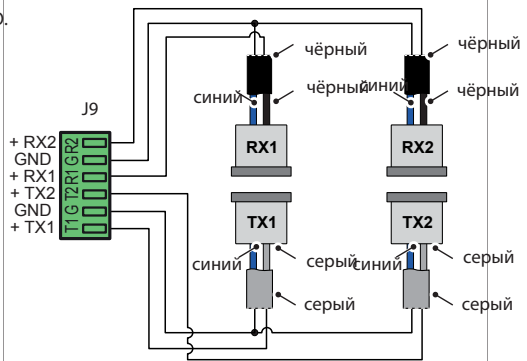 ).
чёрный
чёрный
синий
чёрный
синий
чёрный
J9
+ RX2
GND
+ RX1
+ TX2
GND
+ TX1
R2
G
R1
T2
G
T1
RX1
RX2
TX1
TX2
синий
серый
синий
серый
серый
серый